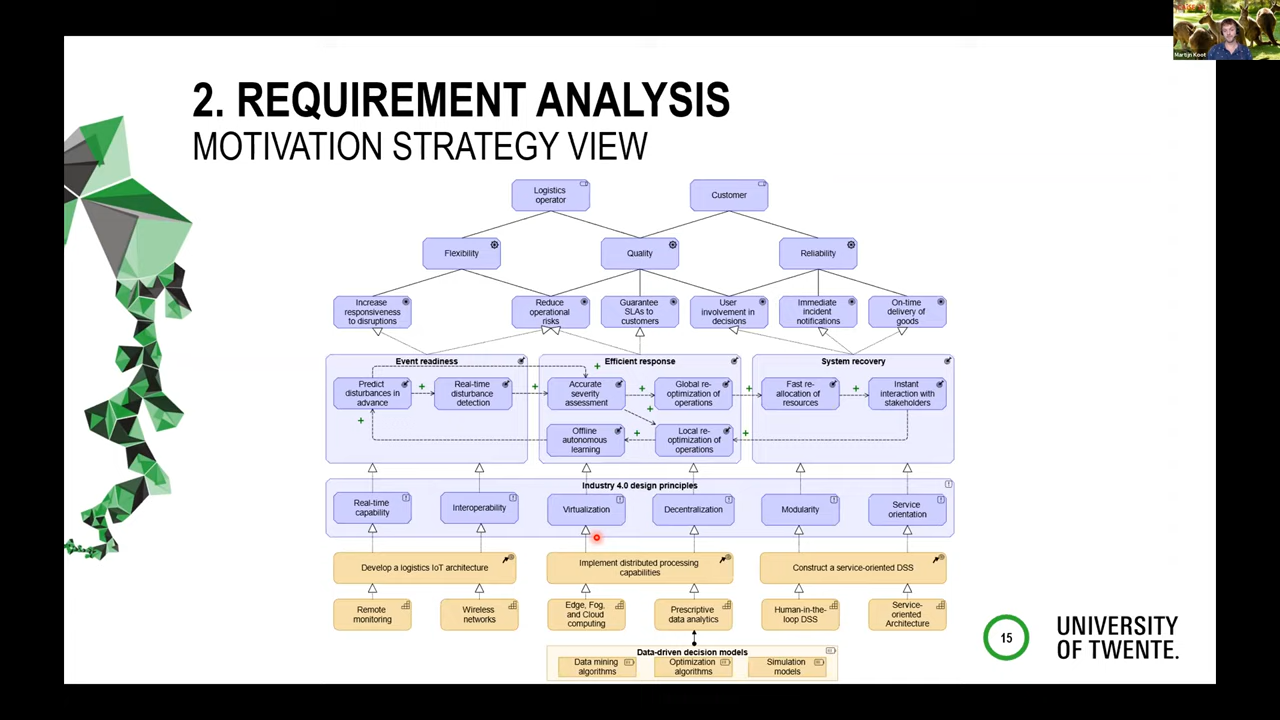 Martijn Koot
2. REQUIREMENT ANALYSIS
MOTIVATION STRATEGY VIEW
Logistics
operator
Customer
Flexibility
Quality
Reliability
Increase
responsiveness
to disruptions
Reduce
operational
risks
Guarantee
SLAs to
customers
User
involvement in
decisions
Immediate
incident
notifications
On-time
delivery of
goods
Event readiness
Efficient response
System recovery
Predict
disturbances in
advance
+
Real-time
disturbance
detection
+
+
Accurate
severity
assessment
+
Global re-
optimization of
operations
+
Fast re-
allocation of
resources
+
Instant
interaction with
stakeholders
+
+
Offline
autonomous
learning
+
Local re-
optimization of
operations
+
Industry 4.0 design principles
Real-time
capability
Interoperability
Virtualization
Decentralization
Modularity
Service
orientation
Develop a logistics IoT architecture
Implement distributed processing
capabilities
Construct a service-oriented DSS
Remote
monitoring
Wireless
networks
Edge, Fog,
and Cloud
computing
Prescriptive
data analytics
Human-in-the-
loop DSS
Service-
oriented
Architecture
Data-driven decision models
Data mining
algorithms
Optimization
algorithms
Simulation
models
15
UNIVERSITY
OF TWENTE.